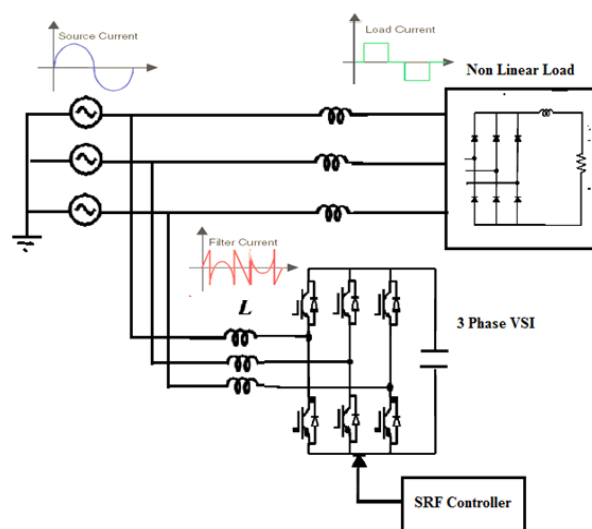 Source Current
Load Current
Non Linear Load
Filter Current
L
3 Phase VSI
SRF Controller